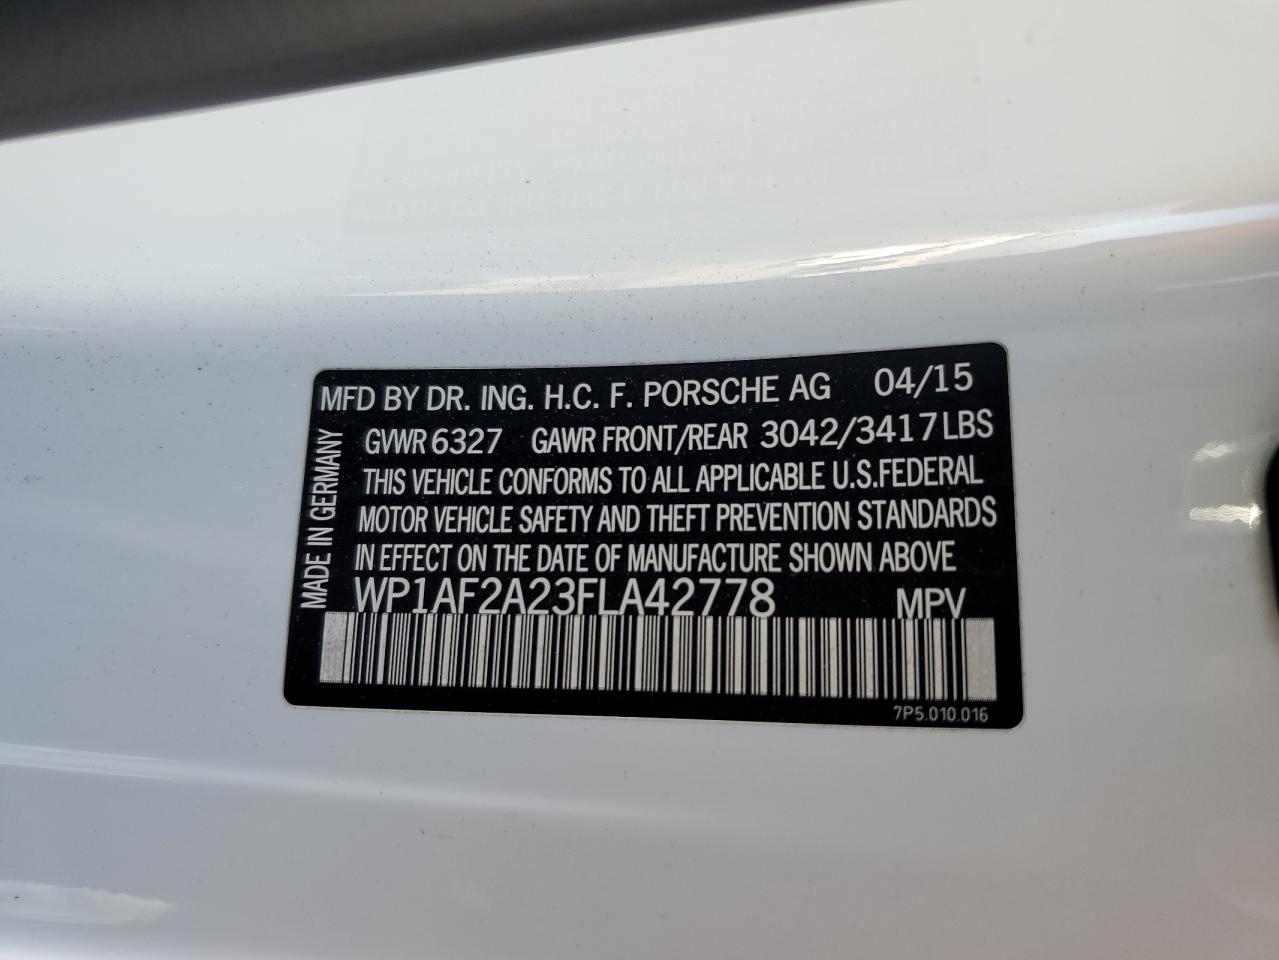 MFD BY DR. ING. H.C. F. PORSCHE AG 04/15
GVWR 6327 GAWR FRONT/REAR 3042/3417LBS
THIS VEHICLE CONFORMS TO ALL APPLICABLE U.S.FEDERAL
MOTOR VEHICLE SAFETY AND THEFT PREVENTION STANDARDS
IN EFFECT ON THE DATE OF MANUFACTURE SHOWN ABOVE
WP1AF2A23FLA42778 MPV
MADE IN GERMANY
7P5.010.016